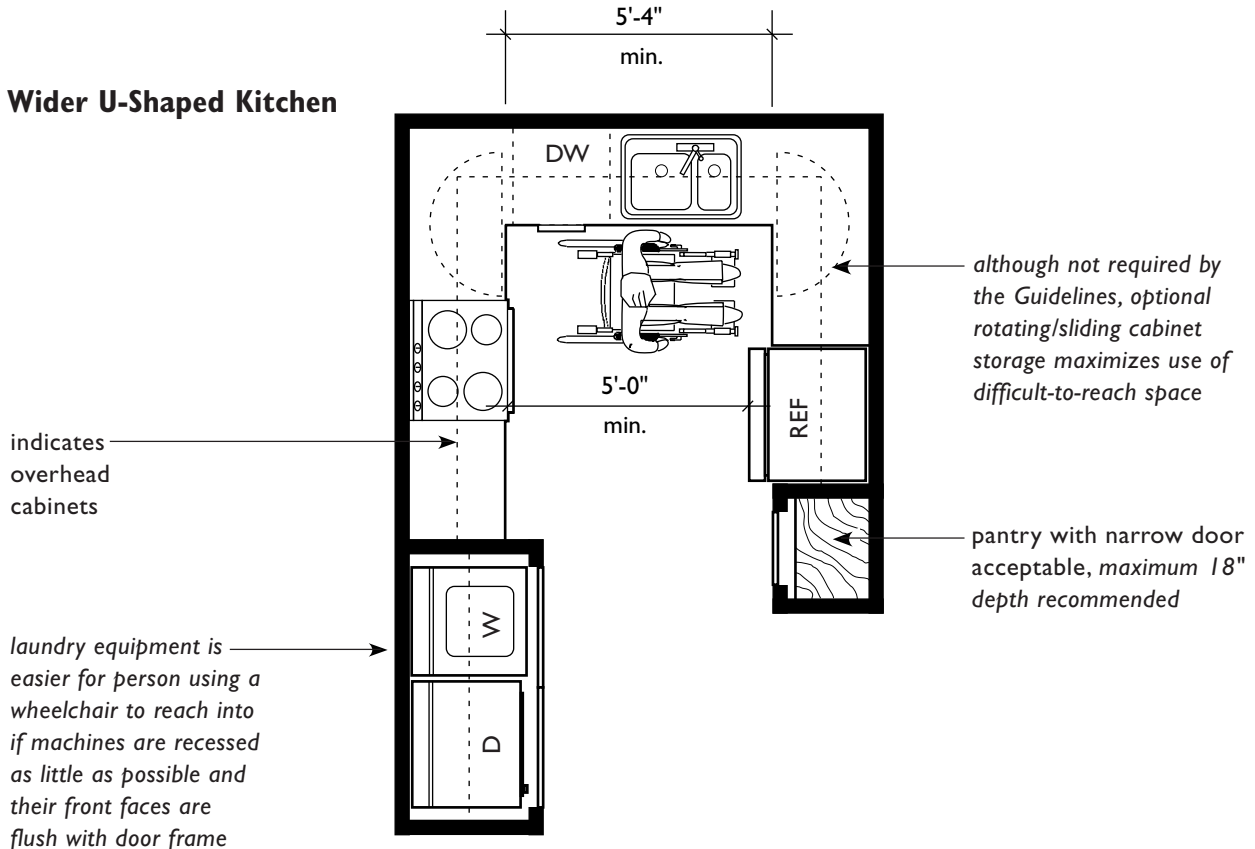 5'-4"
min.
Wider U-Shaped Kitchen
DW
although not required by
the Guidelines, optional
rotating/sliding cabinet
storage maximizes use of
difficult-to-reach space
5'-0"
min.
REF
indicates
overhead
cabinets
pantry with narrow door
acceptable, maximum 18"
depth recommended
W
D
laundry equipment is
easier for person using a
wheelchair to reach into
if machines are recessed
as little as possible and
their front faces are
flush with door frame